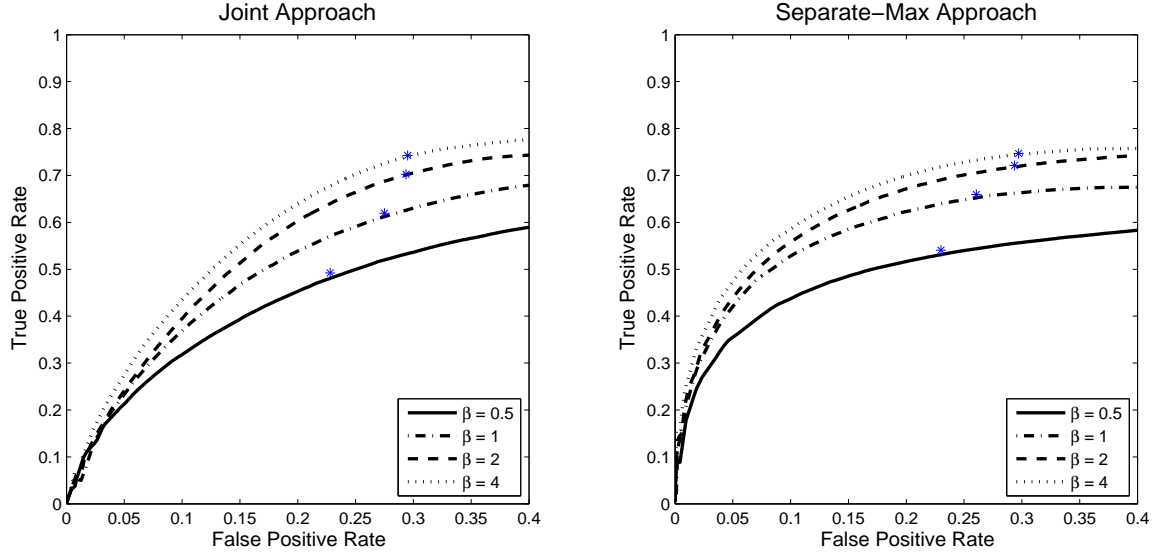 Joint Approach
1
0.9
0.8
0.7
0.6
0.5
0.4
0.3
0.2
0.1
0
True Positive Rate
0
0.05
0.1
0.15
0.2
0.25
0.3
0.35
0.4
False Positive Rate
β = 0.5
β = 1
β = 2
β = 4
Separate−Max Approach
1
0.9
0.8
0.7
0.6
0.5
0.4
0.3
0.2
0.1
0
True Positive Rate
0
0.05
0.1
0.15
0.2
0.25
0.3
0.35
0.4
False Positive Rate
β = 0.5
β = 1
β = 2
β = 4